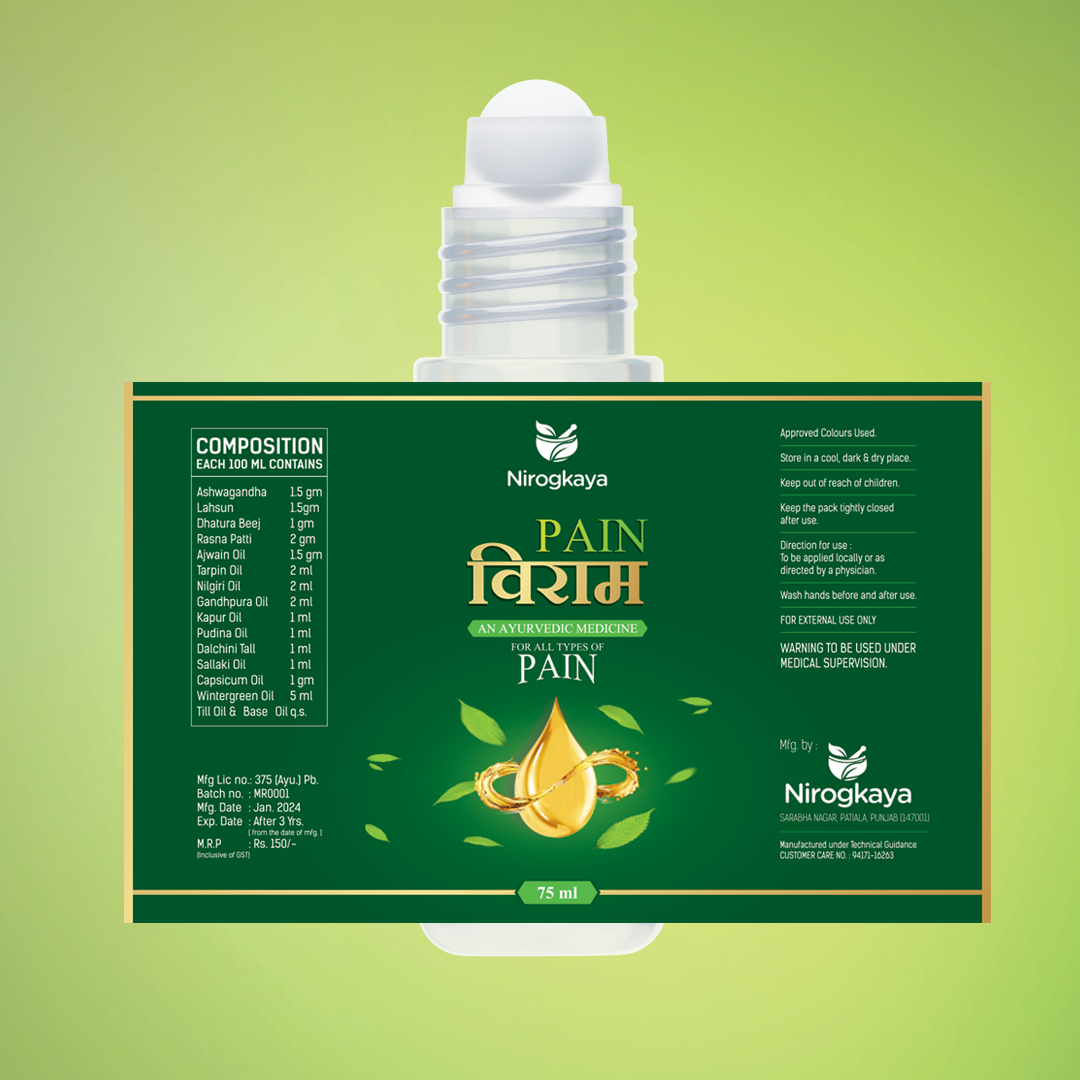 COMPOSITION
EACH 100 ML CONTAINS
Ashwagandha 1.5 gm
Lahsun 1.5gm
Dhatura Beej 1 gm
Rasna Patti 2 gm
Ajwain Oil 1.5 gm
Tarpin Oil 2 ml
Nilgiri Oil 2 ml
Gandhpura Oil 2 ml
Kapur Oil 1 ml
Pudina Oil 1 ml
Dalchini Tall 1 ml
Sallaki Oil 1 ml
Capsicum Oil 1 gm
Wintergreen Oil 5 ml
Till Oil & Base Oil q.s.
Mfg Lic no.: 375 (Ayu.) Pb.
Batch no. : MR0001
Mfg. Date : Jan. 2024
Exp. Date : After 3 Yrs.
( from the date of mfg. )
M.R.P : Rs. 150/-
(Inclusive of GST)
Nirogkaya
PAIN
विराम
AN AYURVEDIC MEDICINE
FOR ALL TYPES OF
PAIN
75 ml
Approved Colours Used.
Store in a cool, dark & dry place.
Keep out of reach of children.
Keep the pack tightly closed
after use.
Direction for use :
To be applied locally or as
directed by a physician.
Wash hands before and after use.
FOR EXTERNAL USE ONLY
WARNING TO BE USED UNDER
MEDICAL SUPERVISION.
Mfg. by :
Nirogkaya
SARABHA NAGAR, PATIALA, PUNJAB (147001)
Manufactured under Technical Guidance
CUSTOMER CARE NO. : 94171-16263